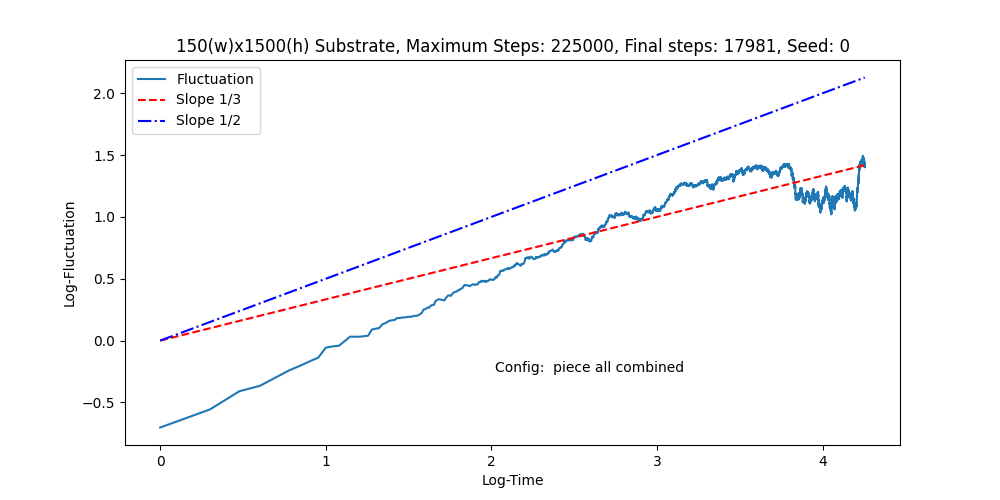 150(w)x1500(h) Substrate, Maximum Steps: 225000, Final steps: 17981, Seed: 0
Fluctuation
Slope 1/3
Slope 1/2
2.0
1.5
1.0
0.5
0.0
−0.5
Log-Fluctuation
Config:  piece all combined
0 1 2 3 4
Log-Time